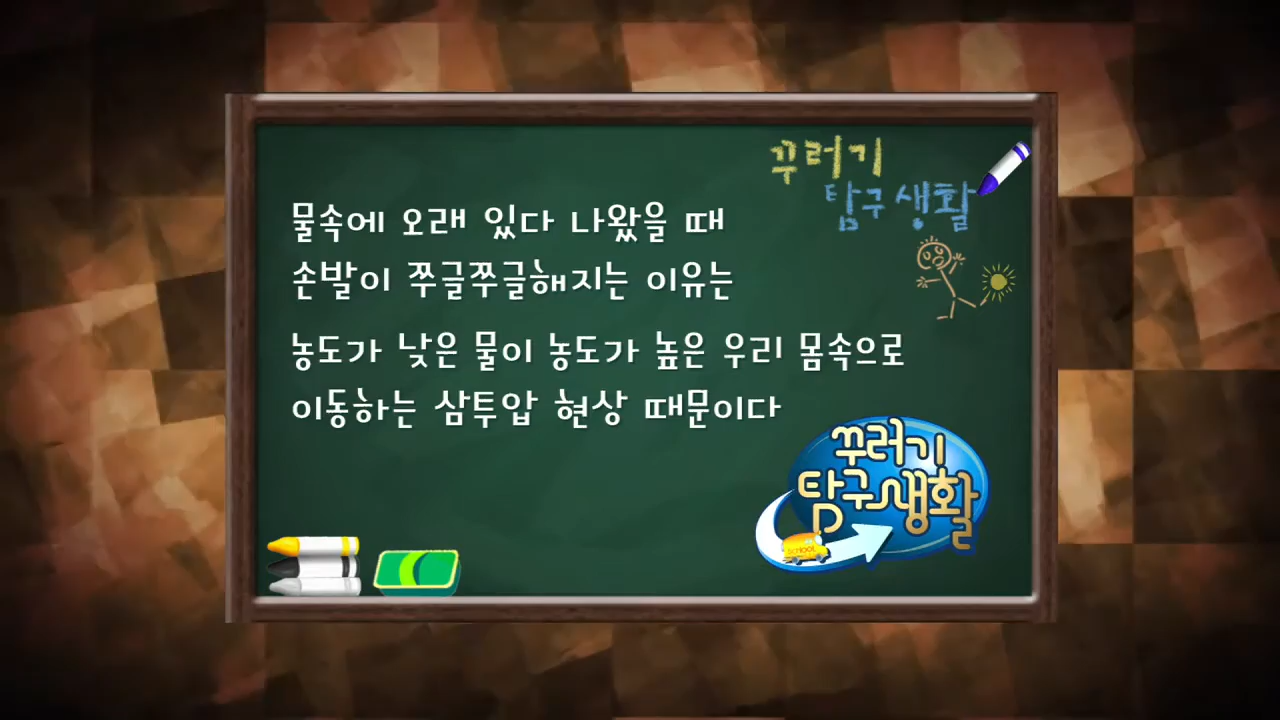 꾸러기
탐구생활
물속에 오래 있다 나왔을 때
손발이 쭈글쭈글해지는 이유는
농도가 낮은 물이 농도가 높은 우리 몸속으로
이동하는 삼투압 현상 때문이다
꾸러기
탐구생활
SCHOOL